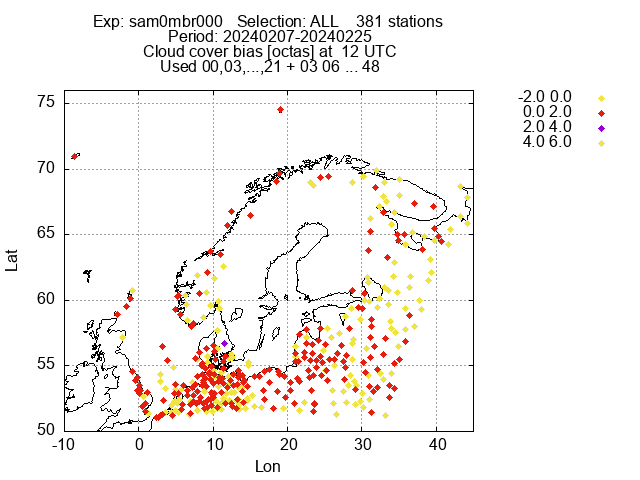 Exp: sam0mbr000   Selection: ALL    381 stations
Period: 20240207-20240225
Cloud cover bias [octas] at  12 UTC
Used 00,03,...,21 + 03 06 ... 48
-2.0 0.0
0.0 2.0
2.0 4.0
4.0 6.0
75
70
65
60
55
50
Lat
-10
0
10
20
30
40
Lon